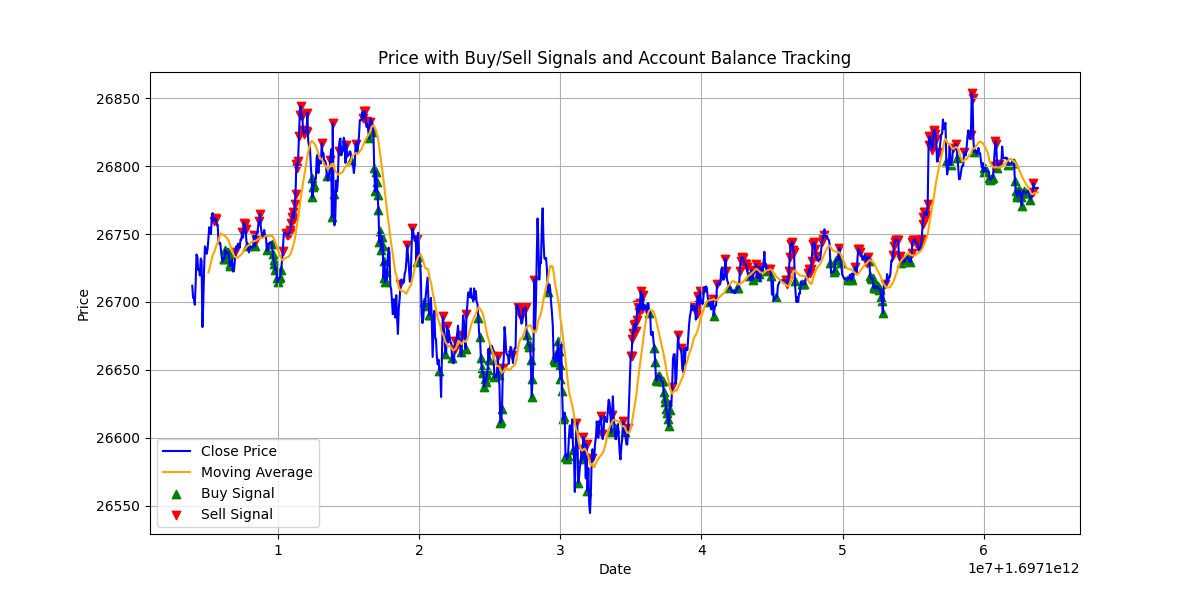 Price with Buy/Sell Signals and Account Balance Tracking
Price
26850
26800
26750
26700
26650
26600
26550
Close Price
Moving Average
Buy Signal
Sell Signal
1 2 3 4 5 6
Date
1e7+1.6971e12